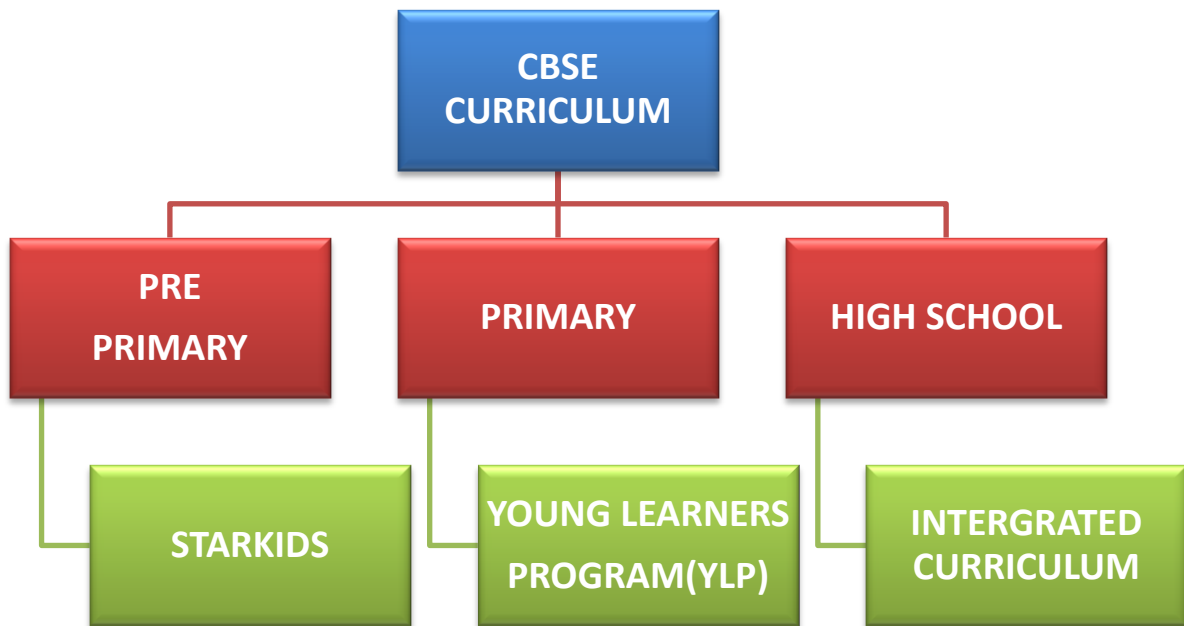 CBSE
CURRICULUM
PRE
PRIMARY
PRIMARY
HIGH SCHOOL
STARKIDS
YOUNG LEARNERS
PROGRAM(YLP)
INTERGRATED
CURRICULUM